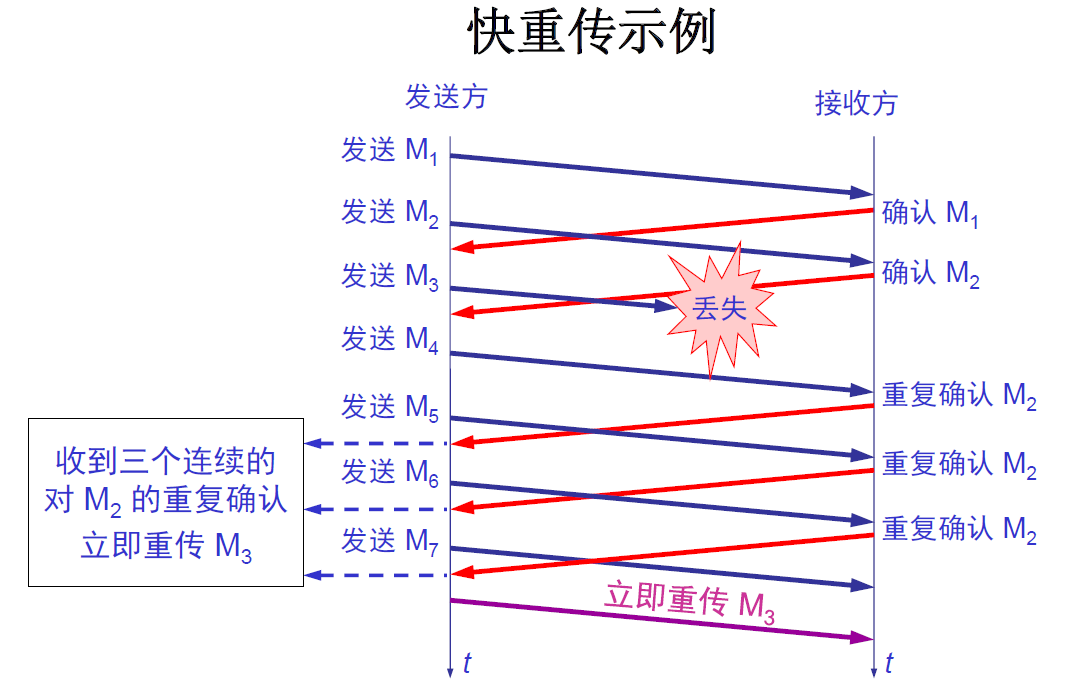 快重传示例
发送方
接收方
发送 M1
发送 M2
确认 M1
发送 M3
确认 M2
丢失
发送 M4
重复确认 M2
发送 M5
收到三个连续的
对 M2 的重复确认
立即重传 M3
发送 M6
重复确认 M2
发送 M7
重复确认 M2
立即重传 M3
t
t